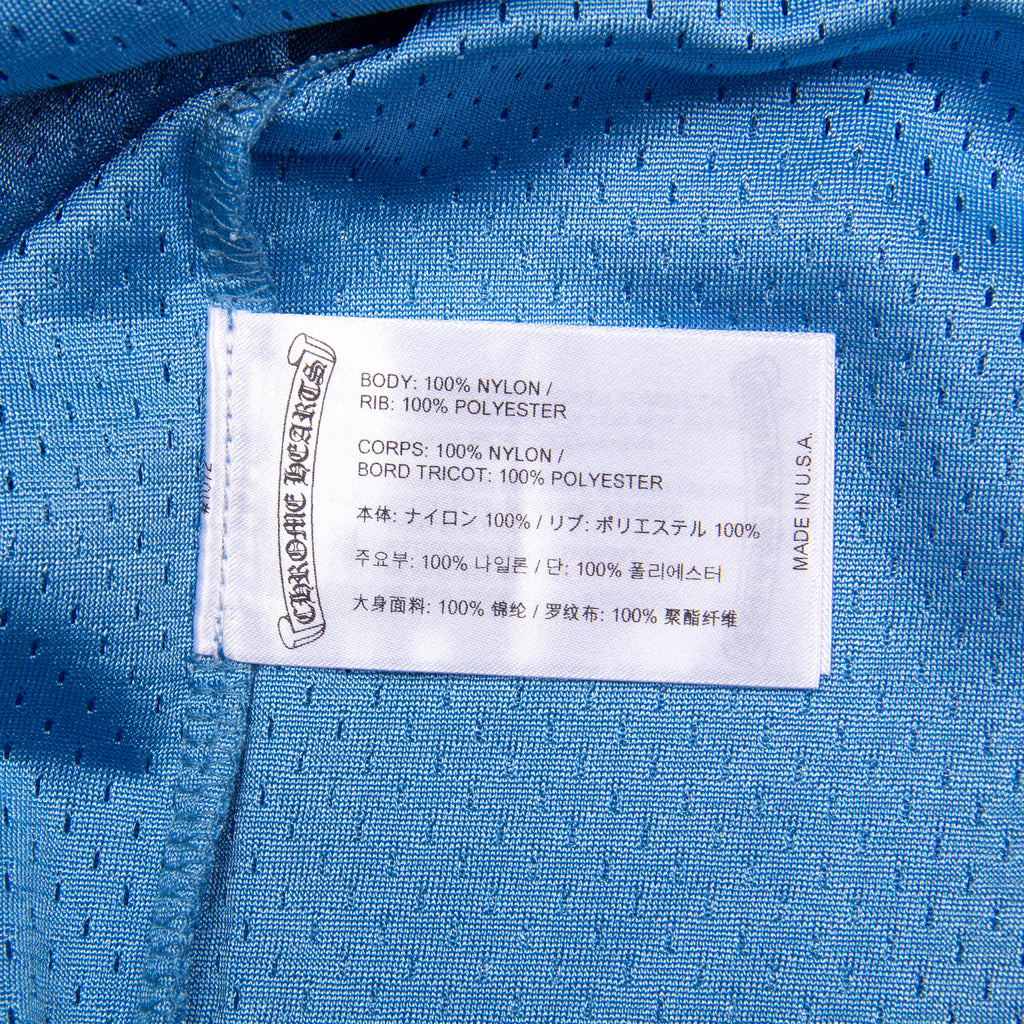 CHROME HEARTS
BODY: 100% NYLON /
RIB: 100% POLYESTER
CORPS: 100% NYLON /
BORD TRICOT: 100% POLYESTER
本体: ナイロン 100% / リブ: ポリエステル 100%
주요부: 100% 나일론 / 단: 100% 폴리에스터
大身面料: 100% 锦纶 / 罗纹布: 100% 聚酯纤维
MADE IN U.S.A.